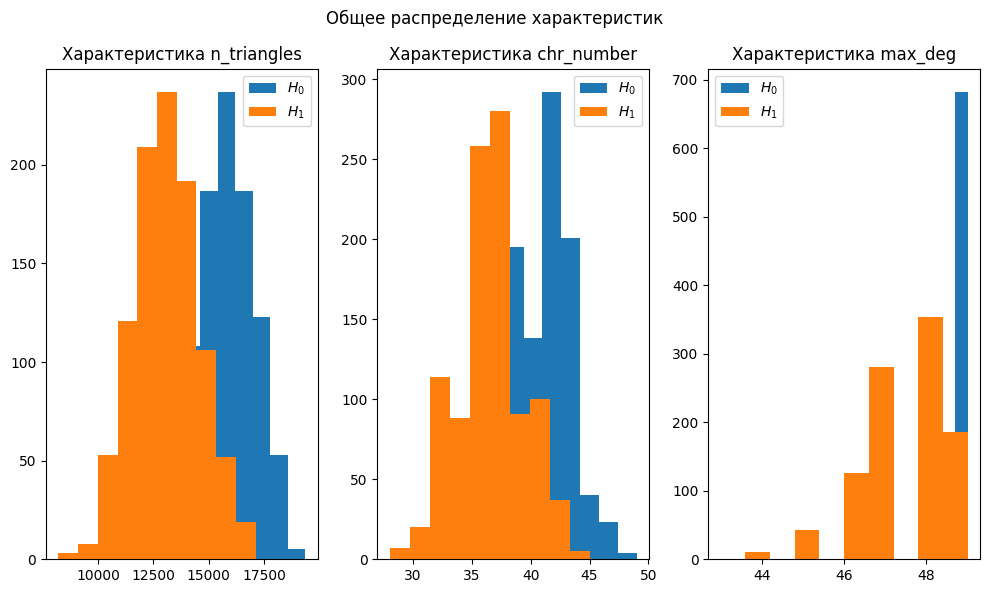 Общее распределение характеристик
Характеристика n_triangles
H₀
H₁
200
150
100
50
0
10000 12500 15000 17500
Характеристика chr_number
H₀
H₁
300
250
200
150
100
50
0
30 35 40 45 50
Характеристика max_deg
H₀
H₁
700
600
500
400
300
200
100
0
44 46 48